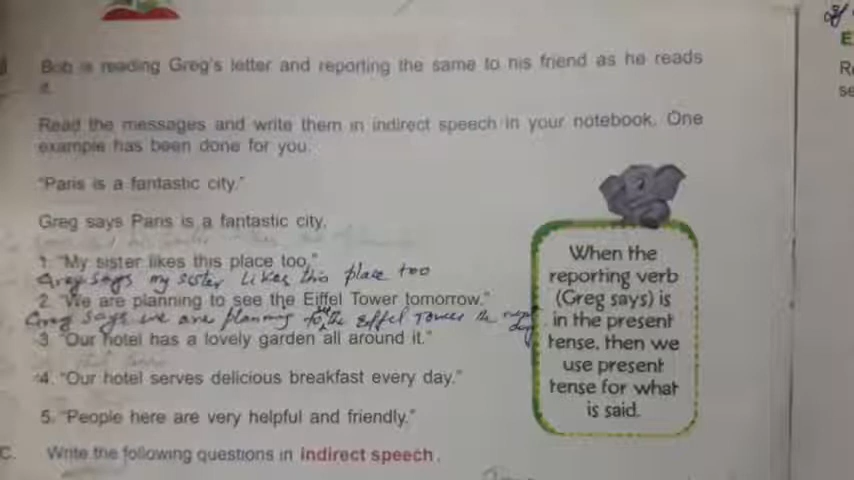 Bob is reading Greg's letter and reporting the same to his friend as he reads
it.
Read the messages and write them in indirect speech in your notebook. One
example has been done for you.
"Paris is a fantastic city."
Greg says Paris is a fantastic city.
1. "My sister likes this place too."
Greg says my sister likes this place too
2. "We are planning to see the Eiffel Tower tomorrow."
Greg says we are planning to see the Eiffel Tower the next day
3. "Our hotel has a lovely garden all around it."
4. "Our hotel serves delicious breakfast every day."
5. "People here are very helpful and friendly."
C. Write the following questions in indirect speech.
When the
reporting verb
(Greg says) is
in the present
tense, then we
use present
tense for what
is said.
of
E
Re
se